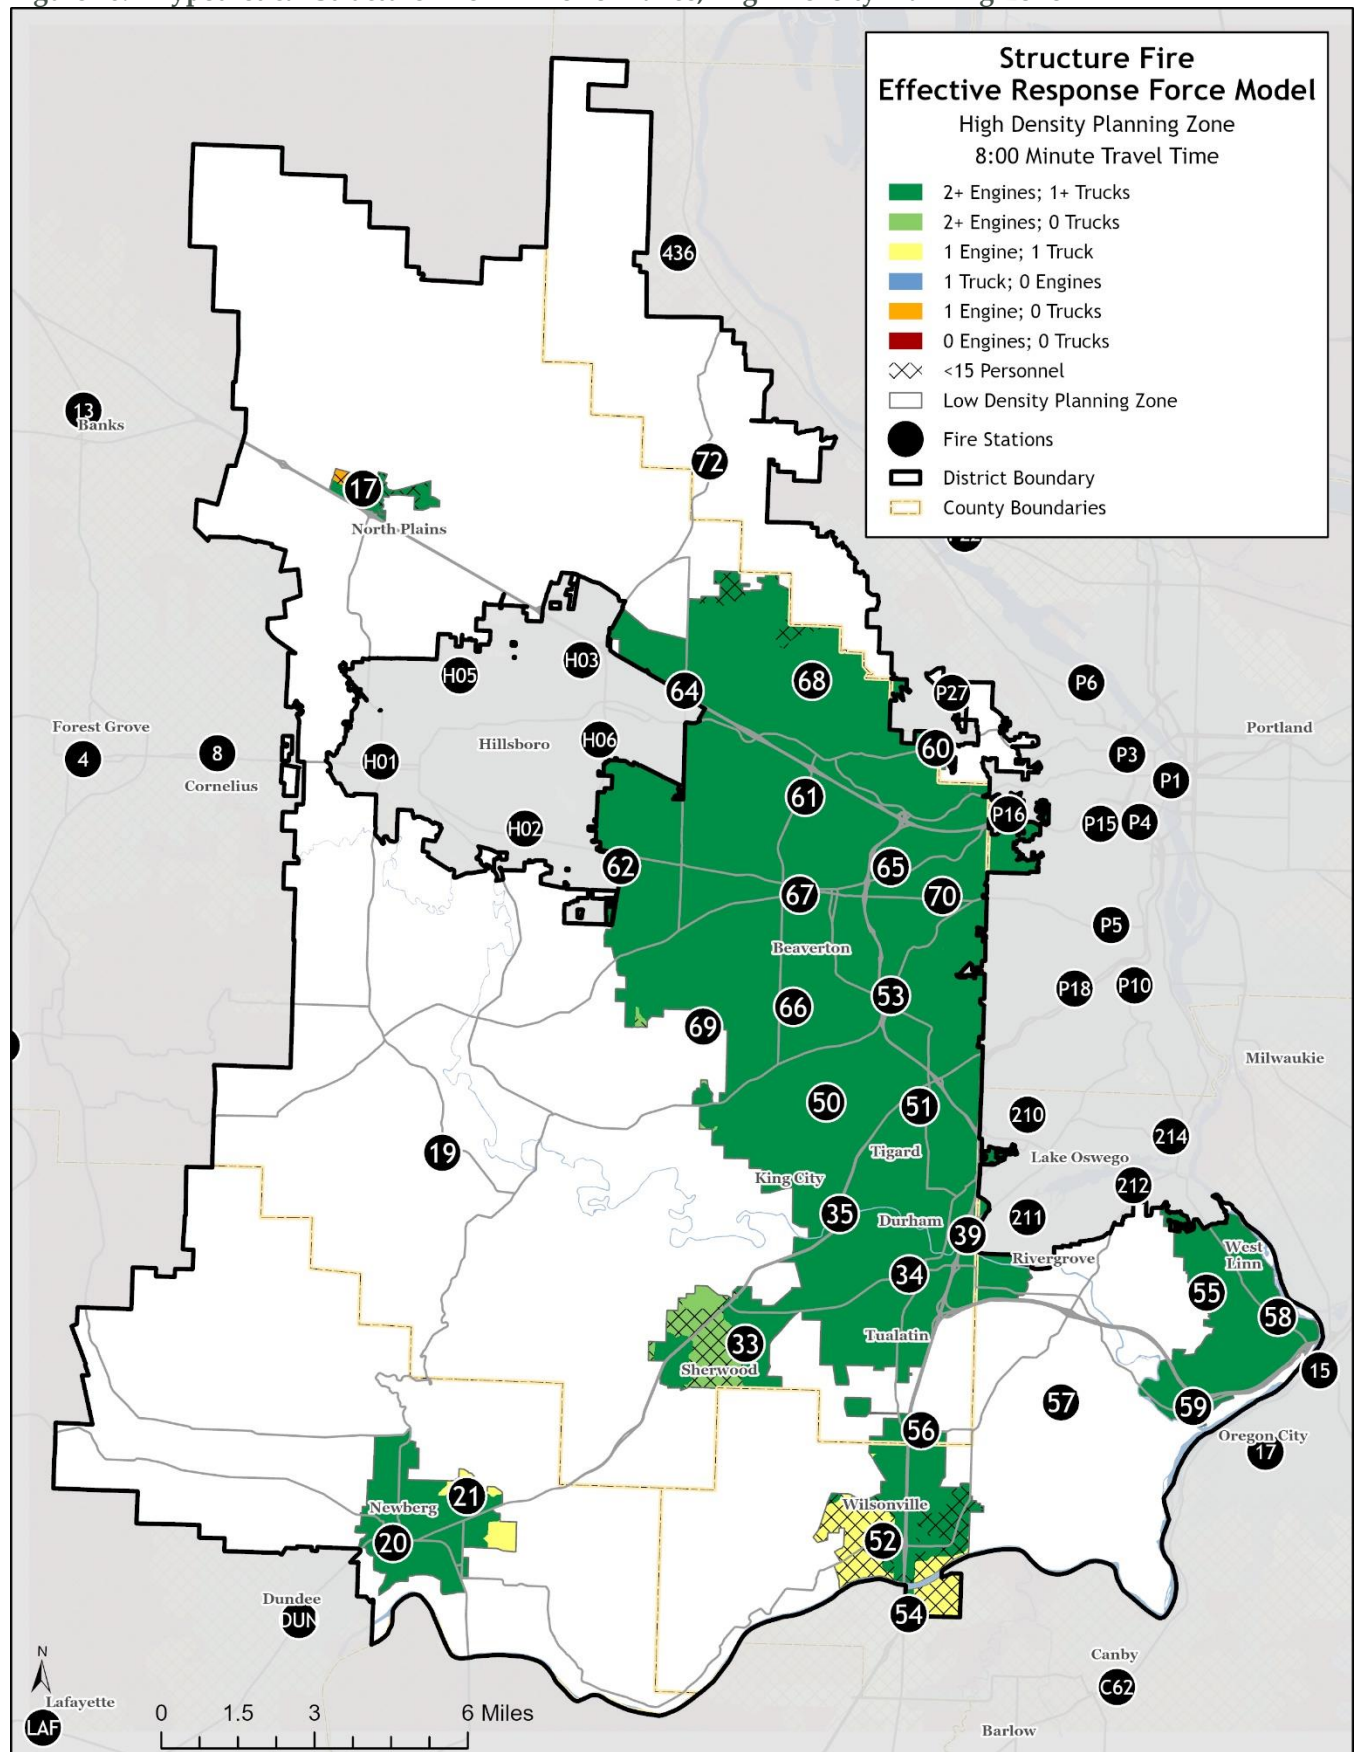 Structure Fire
Effective Response Force Model
High Density Planning Zone
8:00 Minute Travel Time
2+ Engines; 1+ Trucks
2+ Engines; 0 Trucks
1 Engine; 1 Truck
1 Truck; 0 Engines
1 Engine; 0 Trucks
0 Engines; 0 Trucks
<15 Personnel
Low Density Planning Zone
Fire Stations
District Boundary
County Boundaries
436
13
Banks
72
17
North Plains
H05
H03
64
68
P27
P6
Forest Grove
4
8
Cornelius
H01
Hillsboro
H06
60
Portland
P3
P1
61
P16
P15
P4
H02
62
65
67
70
Beaverton
P5
53
P18
P10
66
69
Milwaukie
50
51
210
214
19
Tigard
Lake Oswego
King City
212
35
Durham
39
211
Rivergrove
West
Linn
34
55
58
Tualatin
33
Sherwood
15
57
59
56
Oregon City
17
21
Newberg
20
Wilsonville
52
Dundee
DUN
54
Canby
C62
N
Lafayette
LAF
0 1.5 3 6 Miles
Barlow